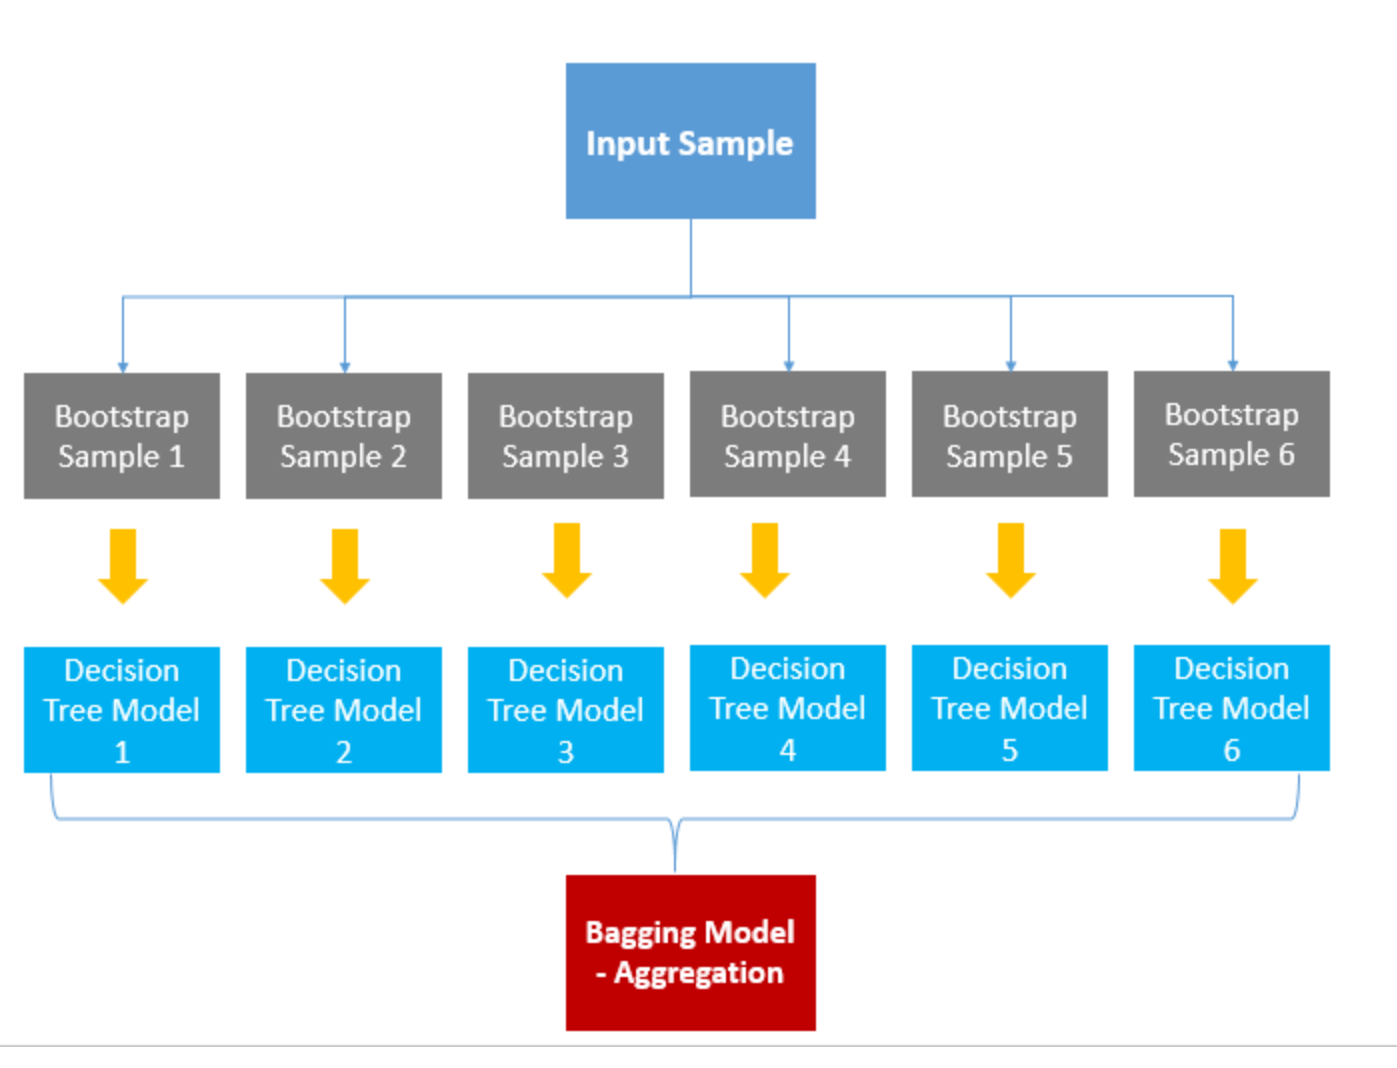 Input Sample
Bootstrap
Sample 1
Bootstrap
Sample 2
Bootstrap
Sample 3
Bootstrap
Sample 4
Bootstrap
Sample 5
Bootstrap
Sample 6
Decision
Tree Model
1
Decision
Tree Model
2
Decision
Tree Model
3
Decision
Tree Model
4
Decision
Tree Model
5
Decision
Tree Model
6
Bagging Model
- Aggregation